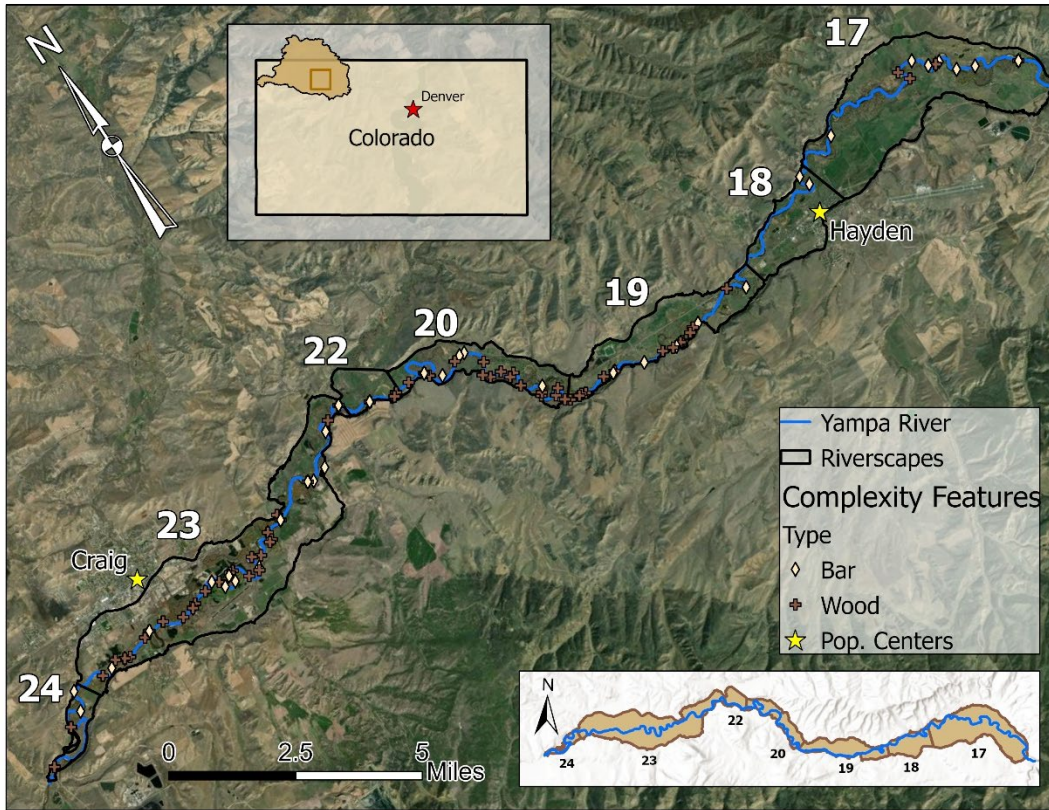 N
17
Denver
Colorado
18
Hayden
19
20
22
Yampa River
Riverscapes
Complexity Features
Type
Bar
Wood
Pop. Centers
23
Craig
24
0 2.5 5
Miles
N
22
24 23 20 19 18 17